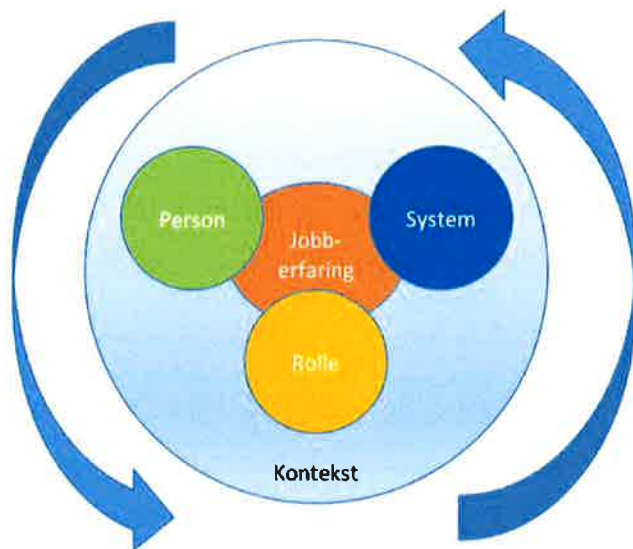 Person
System
Jobb-
erfaring
Rolle
Kontekst